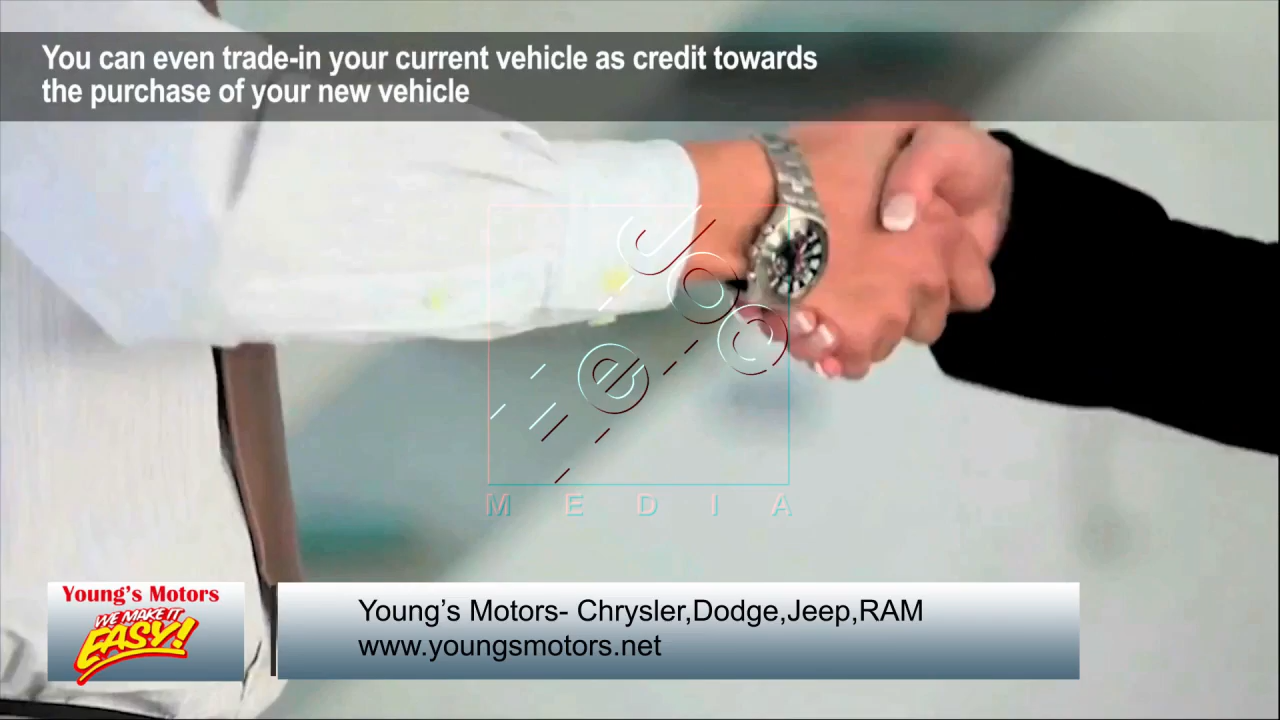 You can even trade-in your current vehicle as credit towards
the purchase of your new vehicle
MEDIA
Young's Motors
WE MAKE IT
EASY!
Young's Motors- Chrysler,Dodge,Jeep,RAM
www.youngsmotors.net